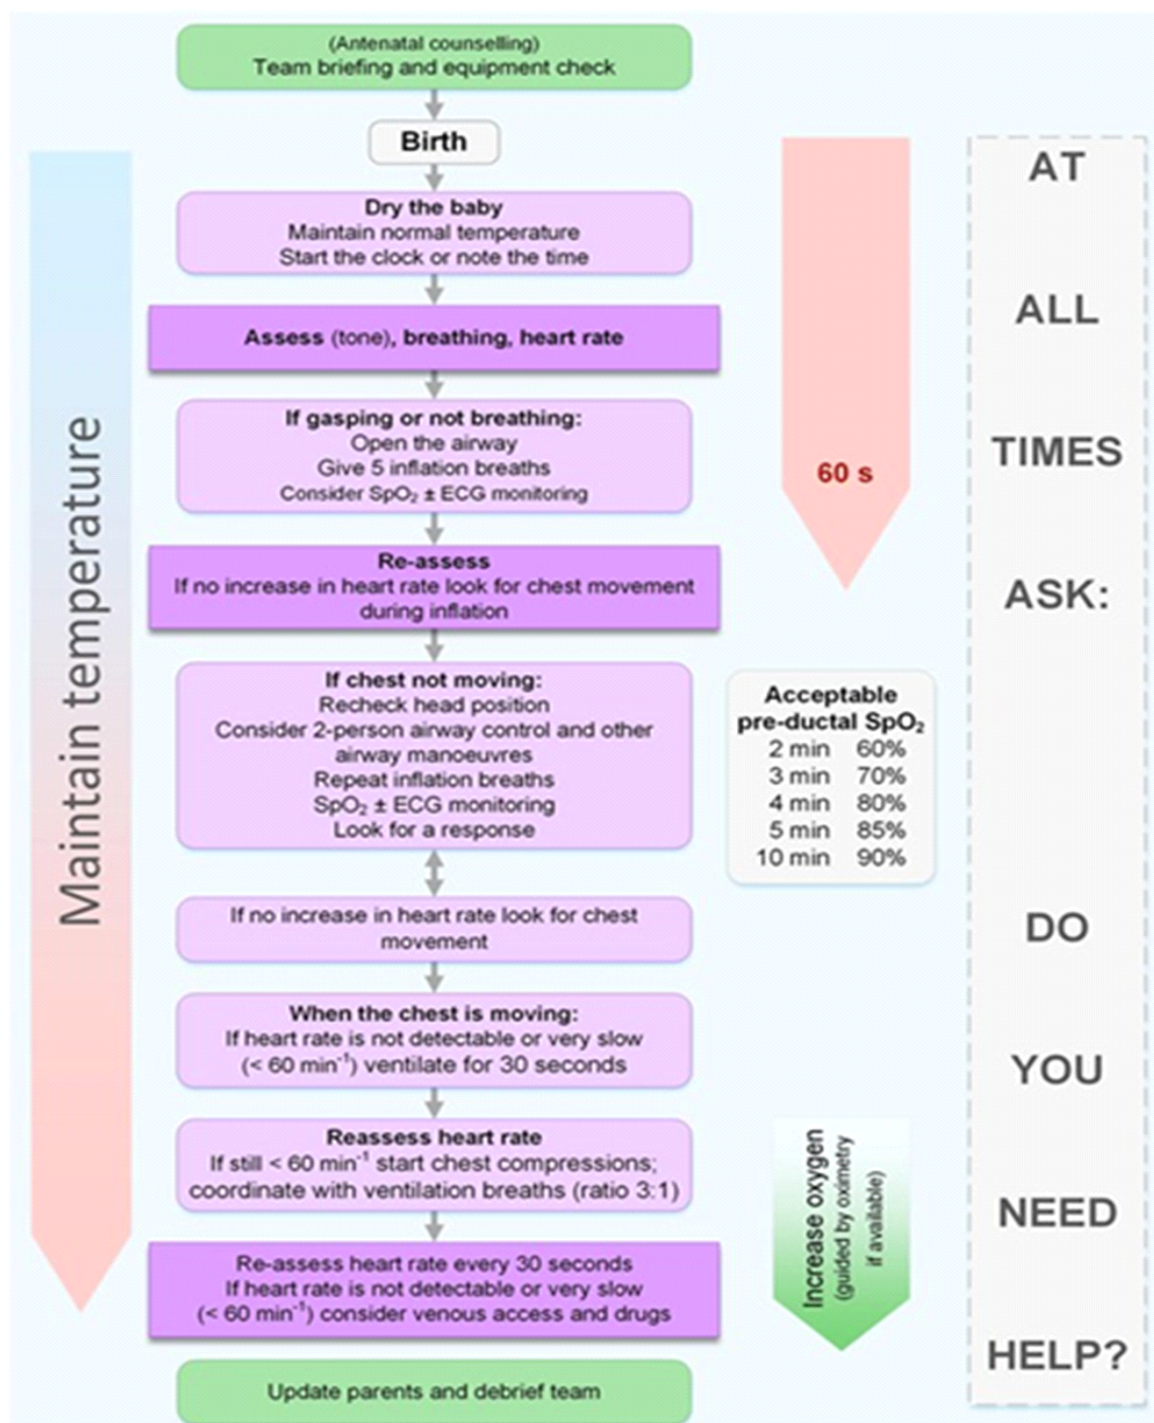 (Antenatal counselling)
Team briefing and equipment check
Birth
Dry the baby
Maintain normal temperature
Start the clock or note the time
Assess (tone), breathing, heart rate
If gasping or not breathing:
Open the airway
Give 5 inflation breaths
Consider SpO₂ ± ECG monitoring
Re-assess
If no increase in heart rate look for chest movement
during inflation
If chest not moving:
Recheck head position
Consider 2-person airway control and other
airway manoeuvres
Repeat inflation breaths
SpO₂ ± ECG monitoring
Look for a response
If no increase in heart rate look for chest
movement
When the chest is moving:
If heart rate is not detectable or very slow
(< 60 min⁻¹) ventilate for 30 seconds
Reassess heart rate
If still < 60 min⁻¹ start chest compressions;
coordinate with ventilation breaths (ratio 3:1)
Re-assess heart rate every 30 seconds
If heart rate is not detectable or very slow
(< 60 min⁻¹) consider venous access and drugs
Update parents and debrief team
Maintain temperature
60 s
Acceptable
pre-ductal SpO₂
2 min 60%
3 min 70%
4 min 80%
5 min 85%
10 min 90%
Increase oxygen
(guided by oximetry
if available)
AT
ALL
TIMES
ASK:
DO
YOU
NEED
HELP?